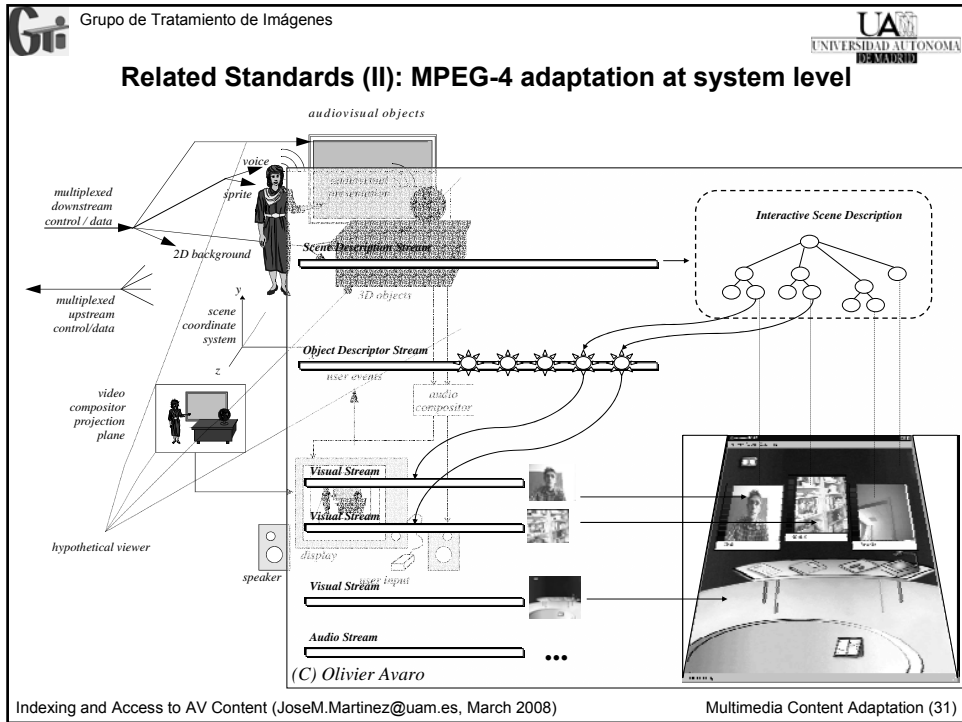 Grupo de Tratamiento de Imágenes
GTi
UAM
UNIVERSIDAD AUTONOMA
DE MADRID
Related Standards (II): MPEG-4 adaptation at system level
audiovisual objects
voice
sprite
multiplexed
downstream
control / data
2D background
multiplexed
upstream
control/data
y
scene
coordinate
system
z
video
compositor
projection
plane
hypothetical viewer
speaker
audiovisual
presentation
3D objects
user events
audio
compositor
display
user input
Scene Description Stream
Interactive Scene Description
Object Descriptor Stream
Visual Stream
Visual Stream
Visual Stream
Audio Stream
...
(C) Olivier Avaro
Indexing and Access to AV Content (JoseM.Martinez@uam.es, March 2008)
Multimedia Content Adaptation (31)